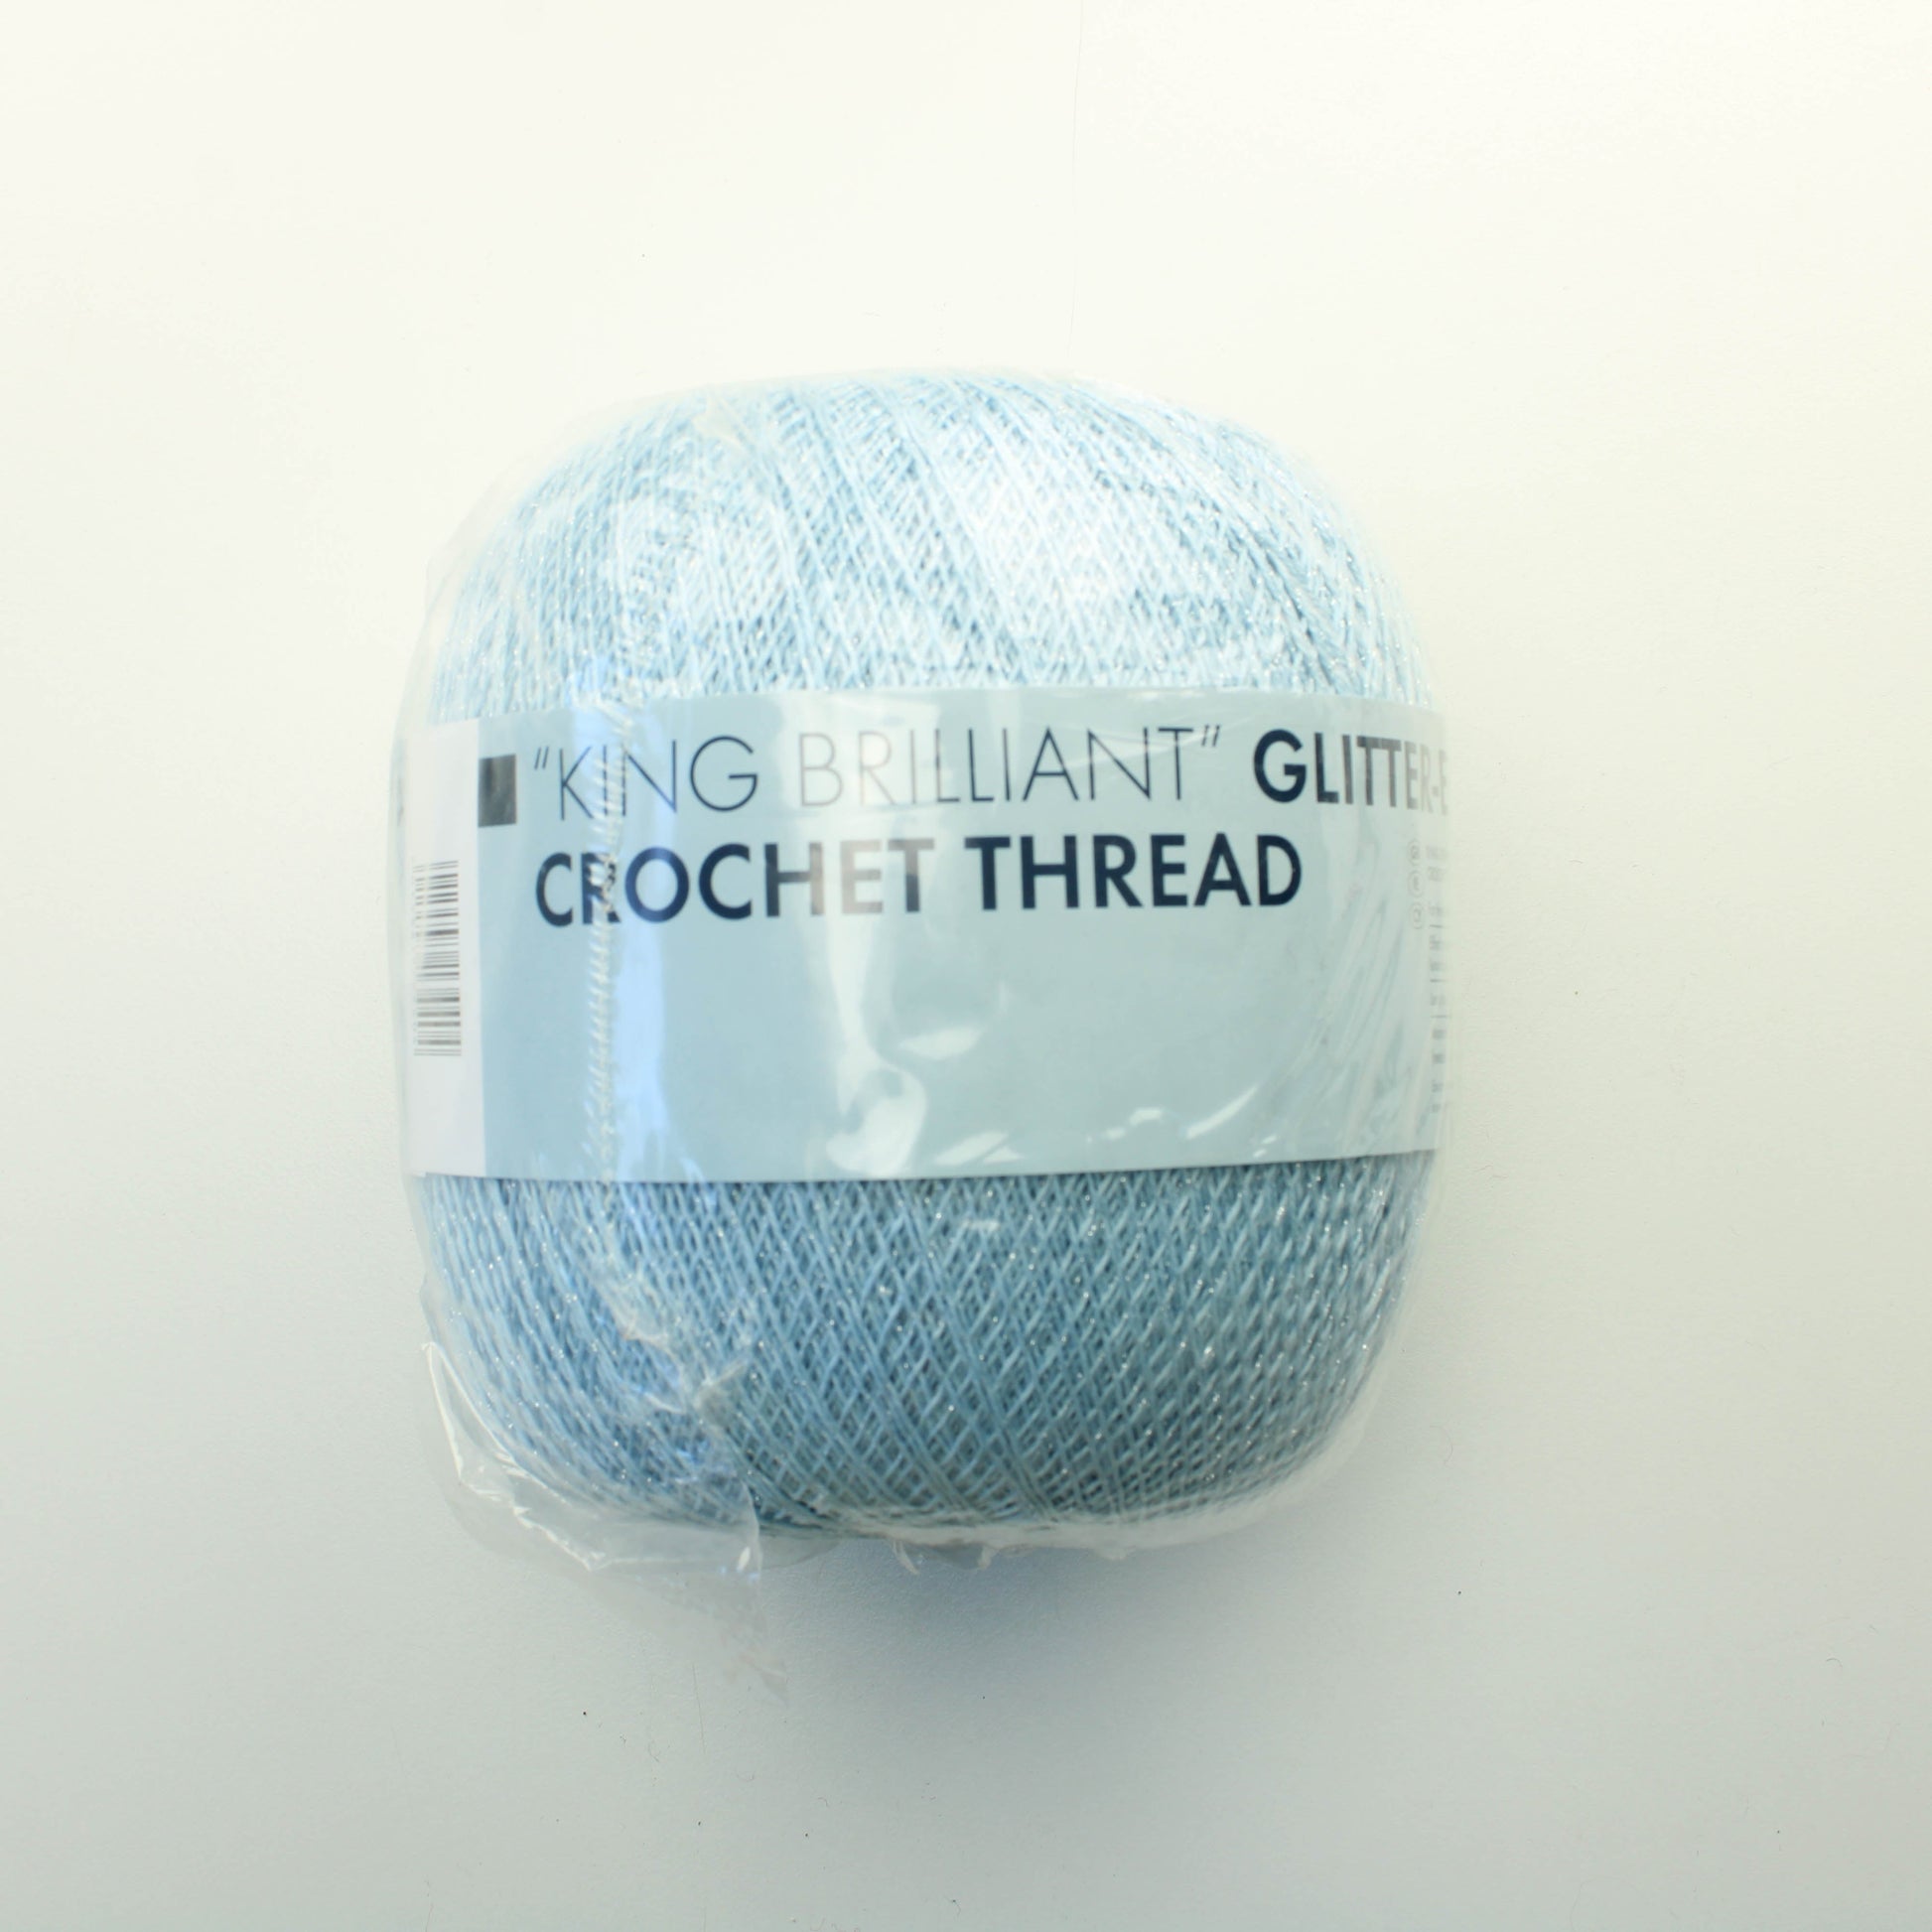 "KING BRILLIANT" GLITTER-E
CROCHET THREAD